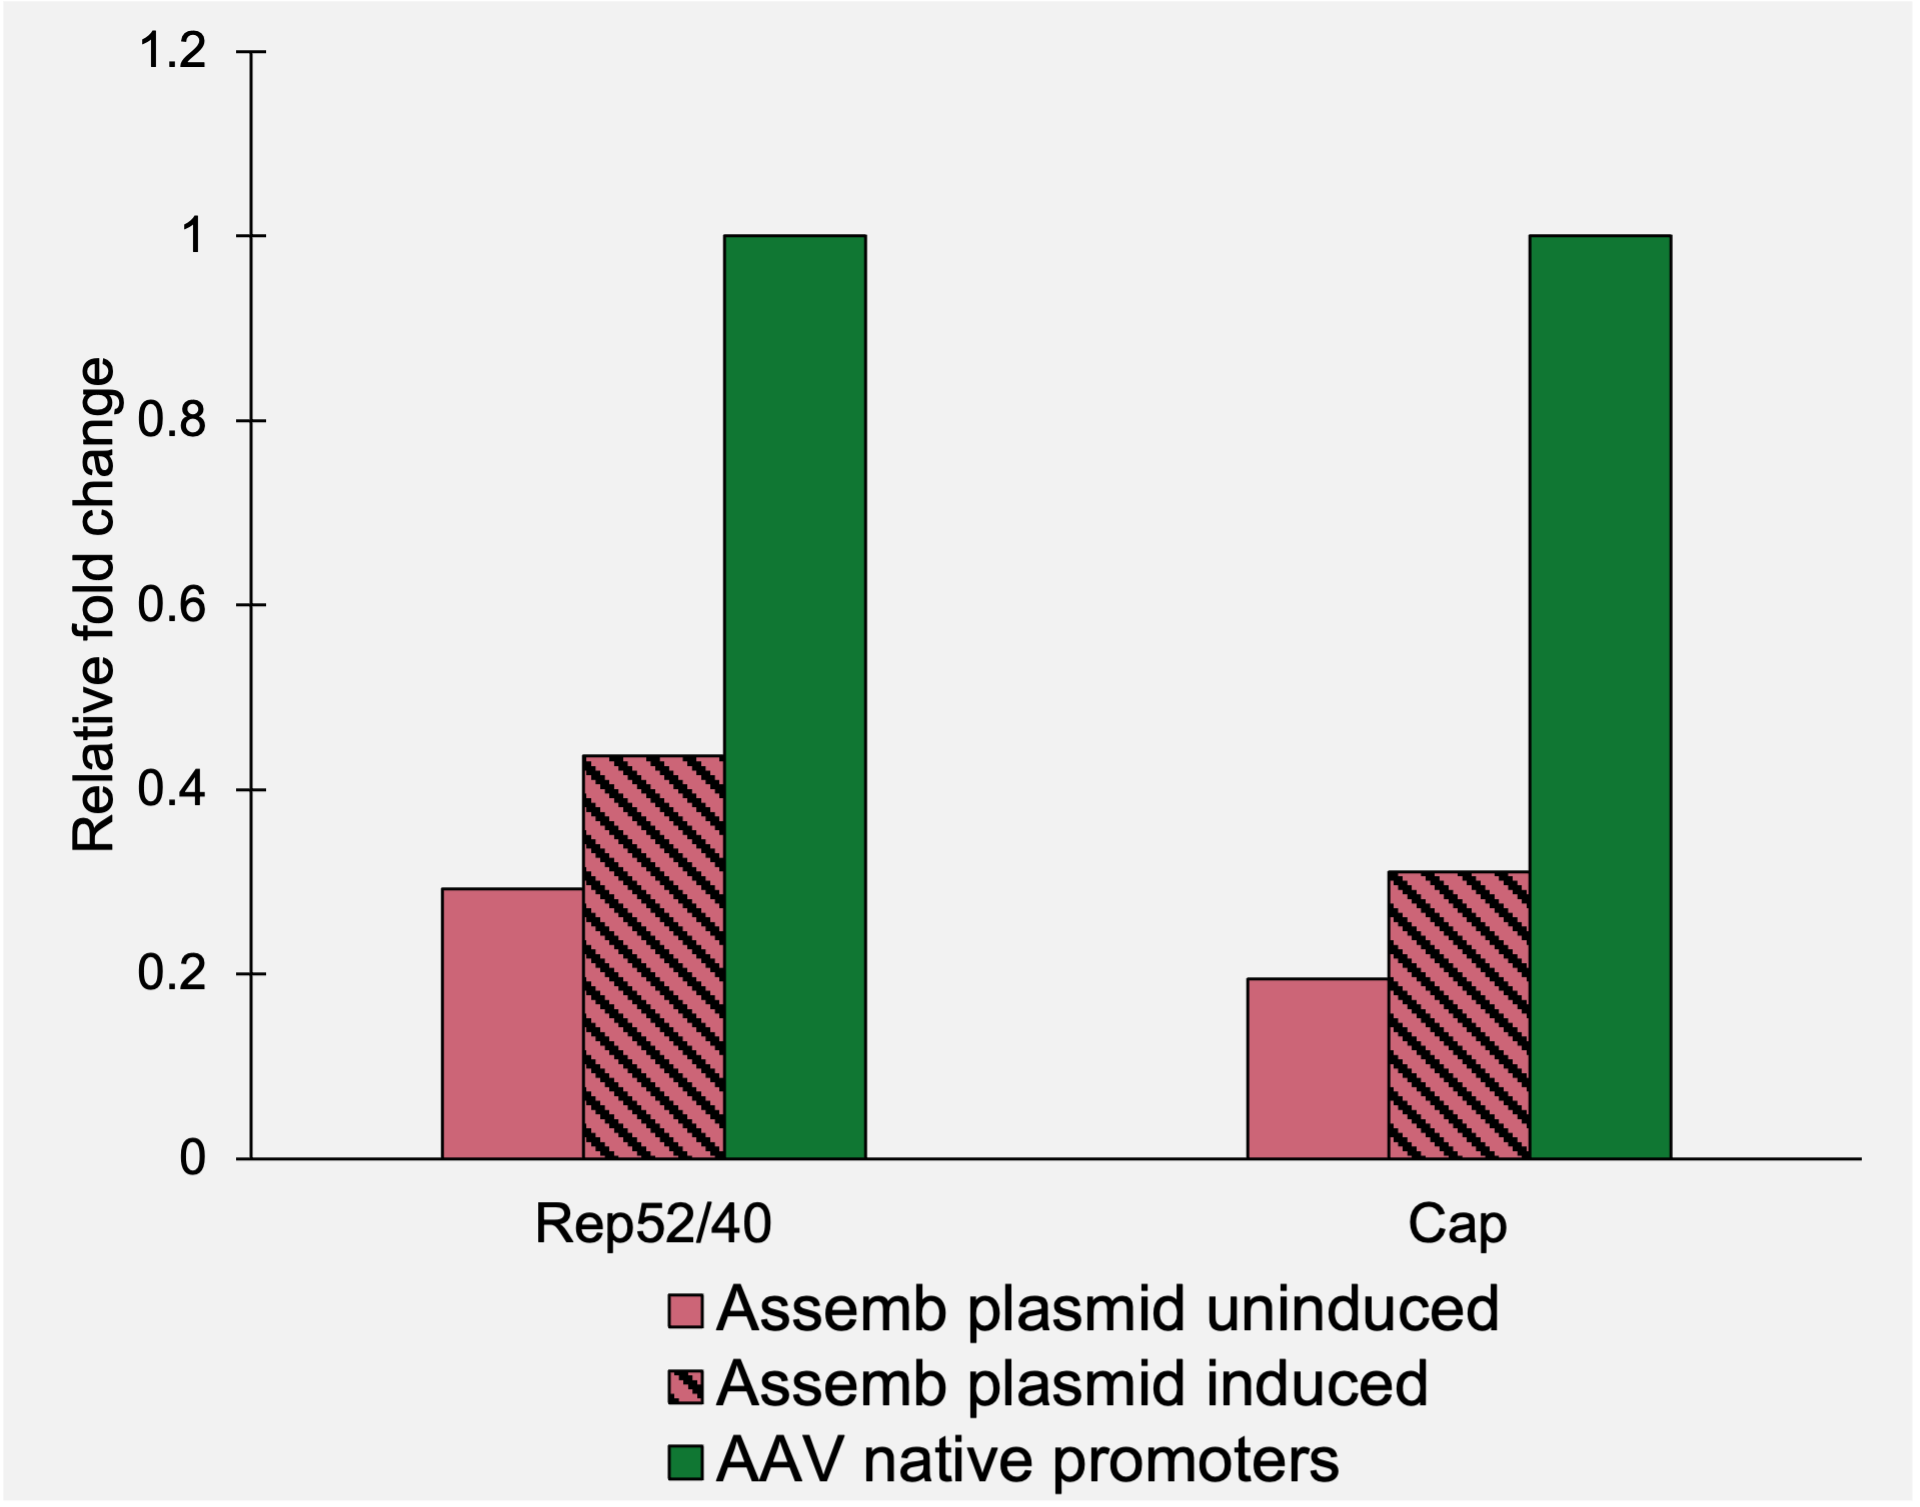 Relative fold change
1.2
1
0.8
0.6
0.4
0.2
0
Rep52/40
Cap
Assemb plasmid uninduced
Assemb plasmid induced
AAV native promoters